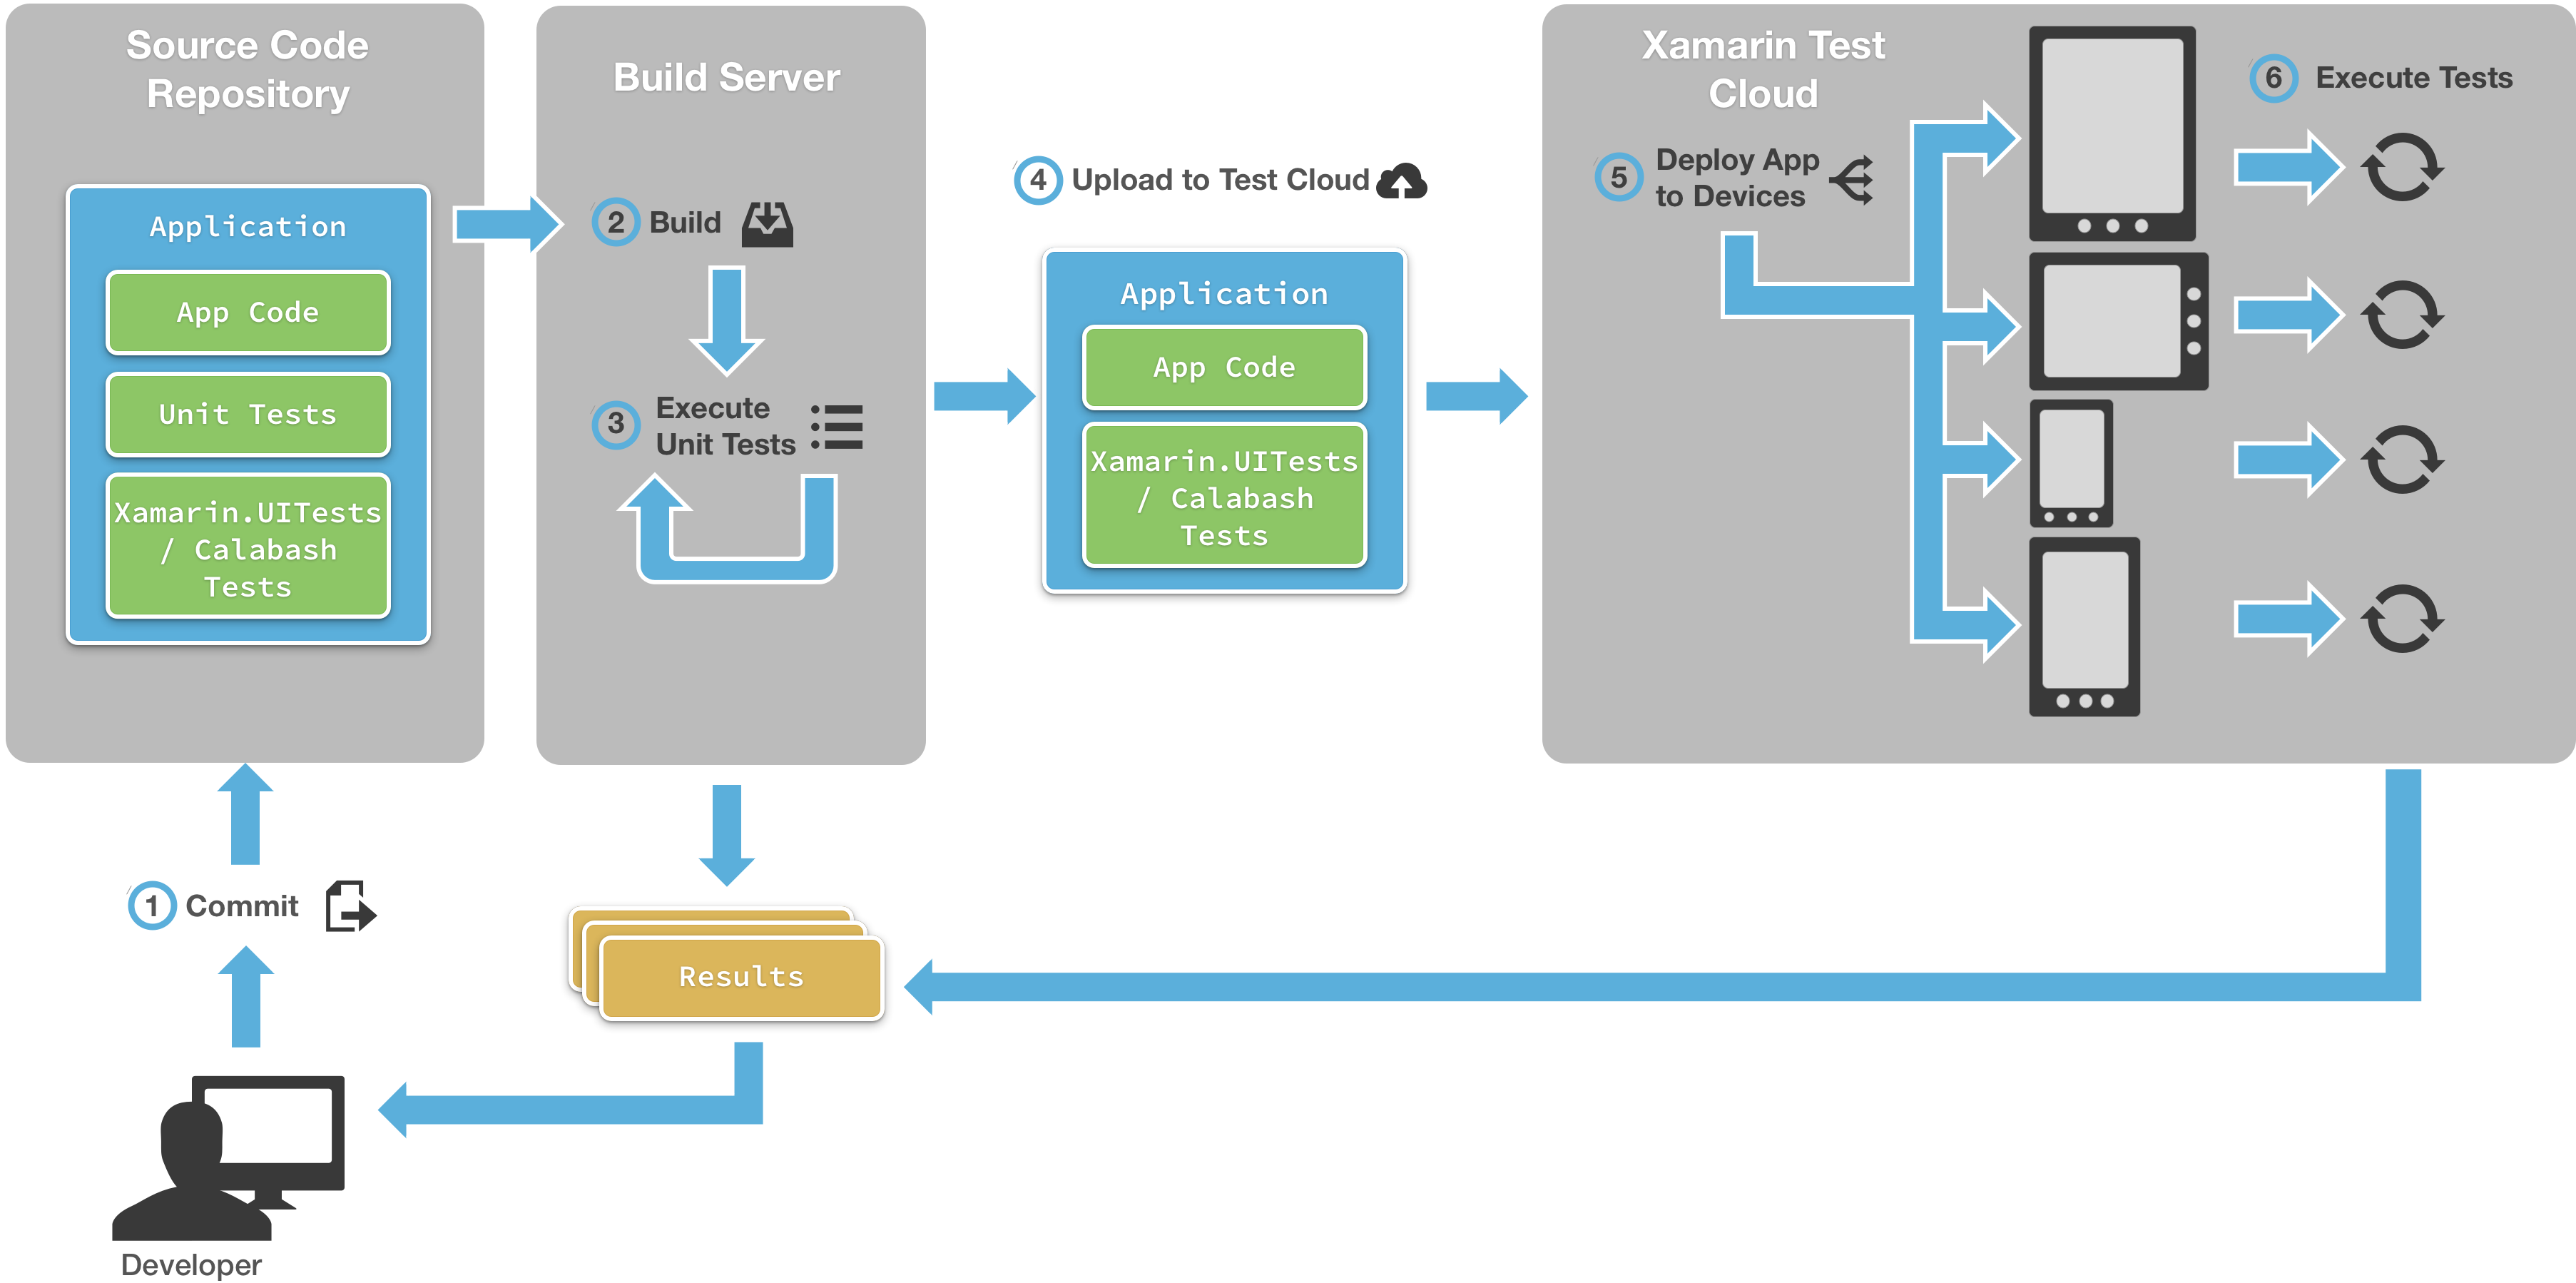 Source Code
Repository
Application
App Code
Unit Tests
Xamarin.UITests
/ Calabash
Tests
Build Server
2 Build
3 Execute
Unit Tests
4 Upload to Test Cloud
Application
App Code
Xamarin.UITests
/ Calabash
Tests
Xamarin Test
Cloud
5 Deploy App
to Devices
6 Execute Tests
1 Commit
Results
Developer